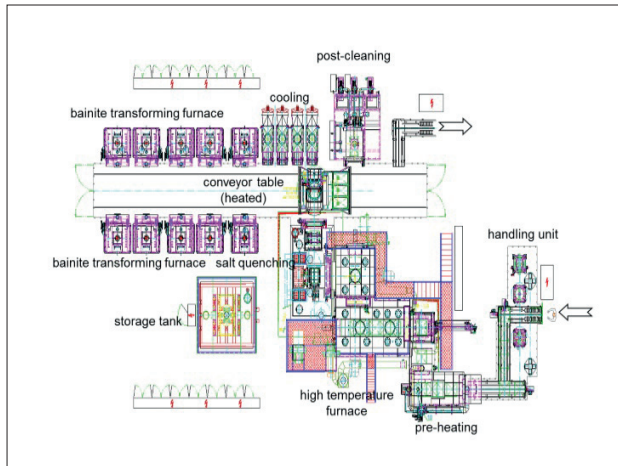 post-cleaning
cooling
bainite transforming furnace
conveyor table
(heated)
handling unit
bainite transforming furnace
salt quenching
storage tank
high temperature
furnace
pre-heating